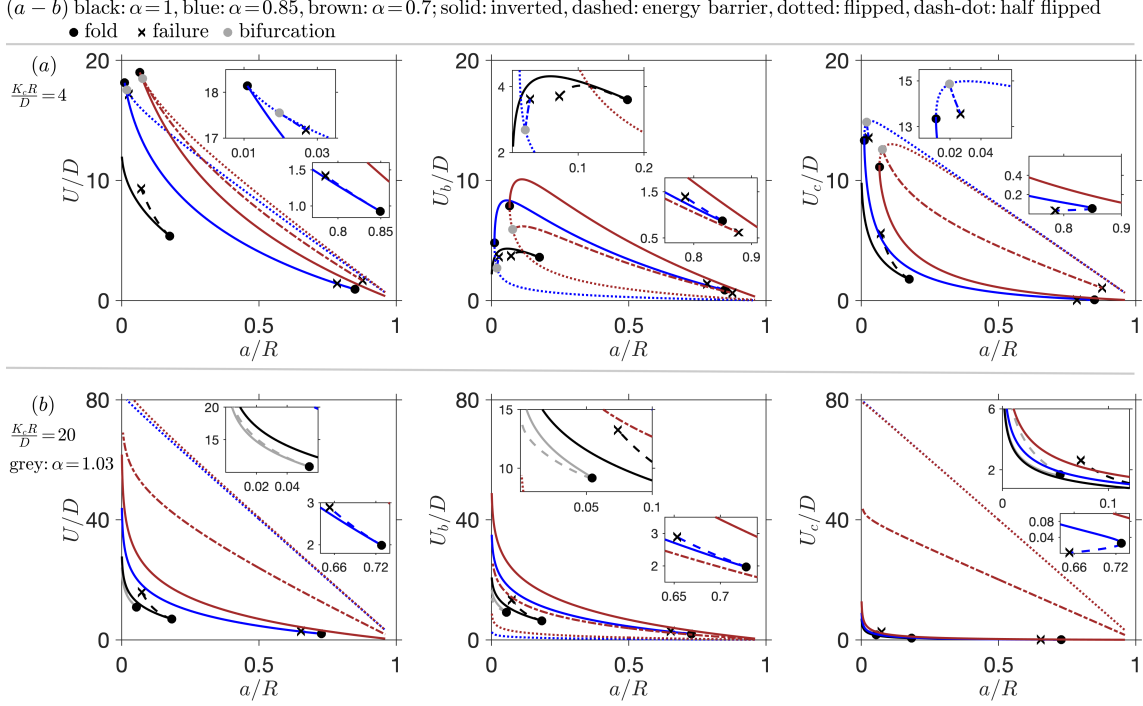 (a − b) black: α=1, blue: α=0.85, brown: α=0.7; solid: inverted, dashed: energy barrier, dotted: flipped, dash-dot: half flipped
fold failure bifurcation
(a)
K_cR/D=4
20
10
0
0 0.5 1
U/D
a/R
18
17
0.01 0.03
1.5
1.0
0.8 0.85
20
10
0
0 0.5 1
U_b/D
a/R
4
2
0.1 0.2
1.5
0.5
0.8 0.9
20
10
0
0 0.5 1
U_c/D
a/R
15
13
0.02 0.04
0.4
0.2
0.8 0.9
(b)
K_cR/D=20
grey: α=1.03
80
40
0
0 0.5 1
U/D
a/R
20
15
0.02 0.04
3
2
0.66 0.72
80
40
0
0 0.5 1
U_b/D
a/R
15
10
0.05 0.1
3
2
0.65 0.7
80
40
0
0 0.5 1
U_c/D
a/R
6
2
0 0.1
0.08
0.04
0.66 0.72